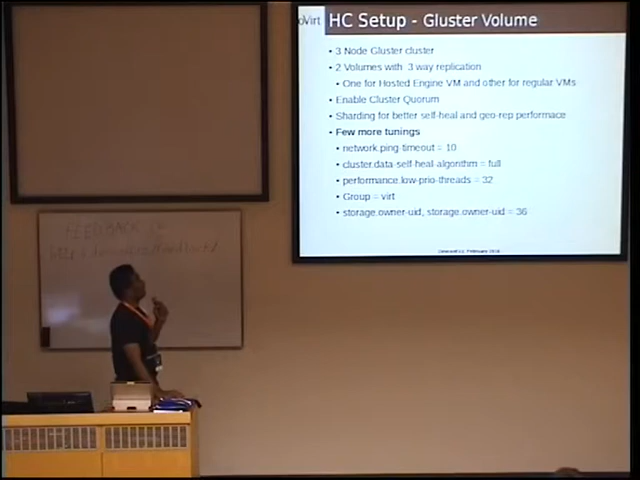 oVirt
HC Setup - Gluster Volume
3 Node Gluster cluster
2 Volumes with 3 way replication
One for Hosted Engine VM and other for regular VMs
Enable Cluster Quorum
Sharding for better self-heal and geo-rep performace
Few more tunings
network.ping-timeout = 10
cluster.data-self-heal-algorithm = full
performance.low-prio-threads = 32
Group = virt
storage.owner-uid, storage.owner-uid = 36
FEEDBACK